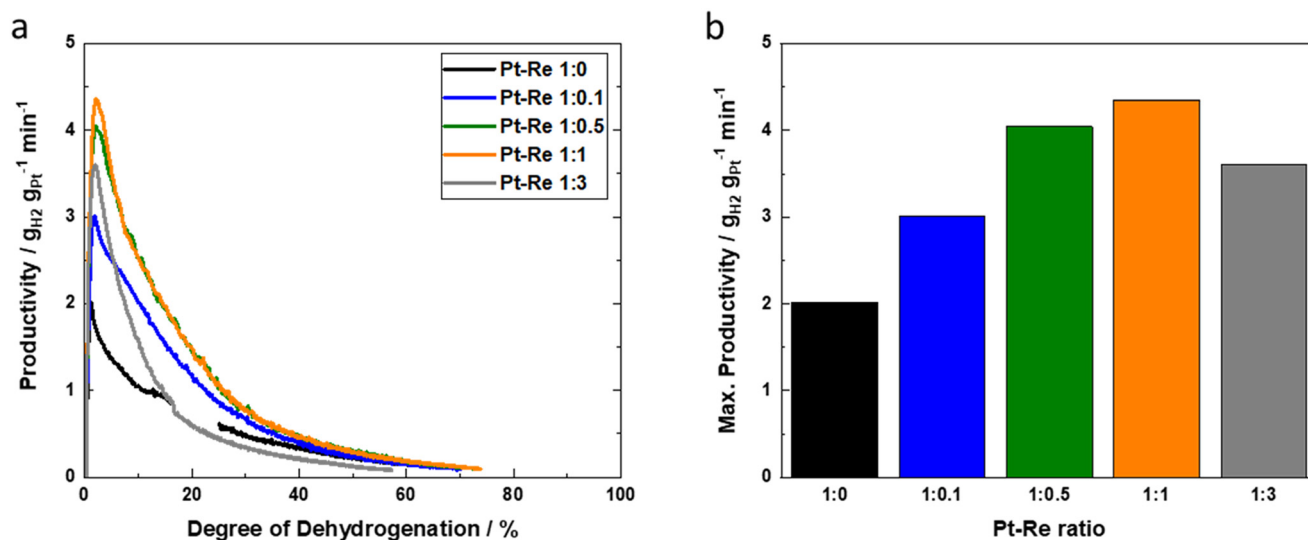 a
5
4
3
2
1
0
0 20 40 60 80 100
Productivity / gH2 gPt-1 min-1
Degree of Dehydrogenation / %
Pt-Re 1:0
Pt-Re 1:0.1
Pt-Re 1:0.5
Pt-Re 1:1
Pt-Re 1:3
b
5
4
3
2
1
0
1:0 1:0.1 1:0.5 1:1 1:3
Max. Productivity / gH2 gPt-1 min-1
Pt-Re ratio